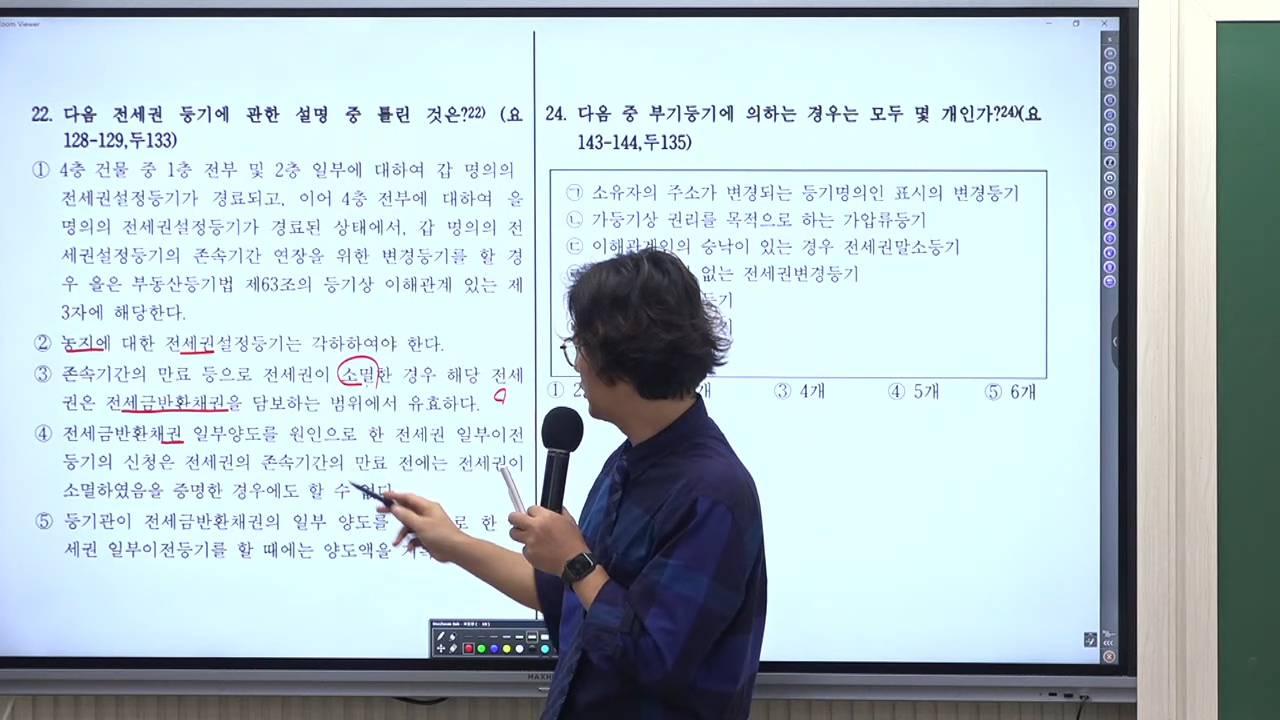 22. 다음 전세권 등기에 관한 설명 중 틀린 것은?22) (요
128-129,두133)
① 4층 건물 중 1층 전부 및 2층 일부에 대하여 갑 명의의
전세권설정등기가 경료되고, 이어 4층 전부에 대하여 을
명의의 전세권설정등기가 경료된 상태에서, 갑 명의의 전
세권설정등기의 존속기간 연장을 위한 변경등기를 할 경
우 을은 부동산등기법 제63조의 등기상 이해관계 있는 제
3자에 해당한다.
② 농지에 대한 전세권설정등기는 각하하여야 한다.
③ 존속기간의 만료 등으로 전세권이 소멸한 경우 해당 전세
권은 전세금반환채권을 담보하는 범위에서 유효하다.
④ 전세금반환채권 일부양도를 원인으로 한 전세권 일부이전
등기의 신청은 전세권의 존속기간의 만료 전에는 전세권이
소멸하였음을 증명한 경우에도 할 수 없다
⑤ 등기관이 전세금반환채권의 일부 양도를 로 한
세권 일부이전등기를 할 때에는 양도액을
24. 다음 중 부기등기에 의하는 경우는 모두 몇 개인가?24)(요
143-144,두135)
㉠ 소유자의 주소가 변경되는 등기명의인 표시의 변경등기
㉡ 가등기상 권리를 목적으로 하는 가압류등기
㉢ 이해관계인의 승낙이 있는 경우 전세권말소등기
없는 전세권변경등기
등기
① 2 개 ③ 4개 ④ 5개 ⑤ 6개